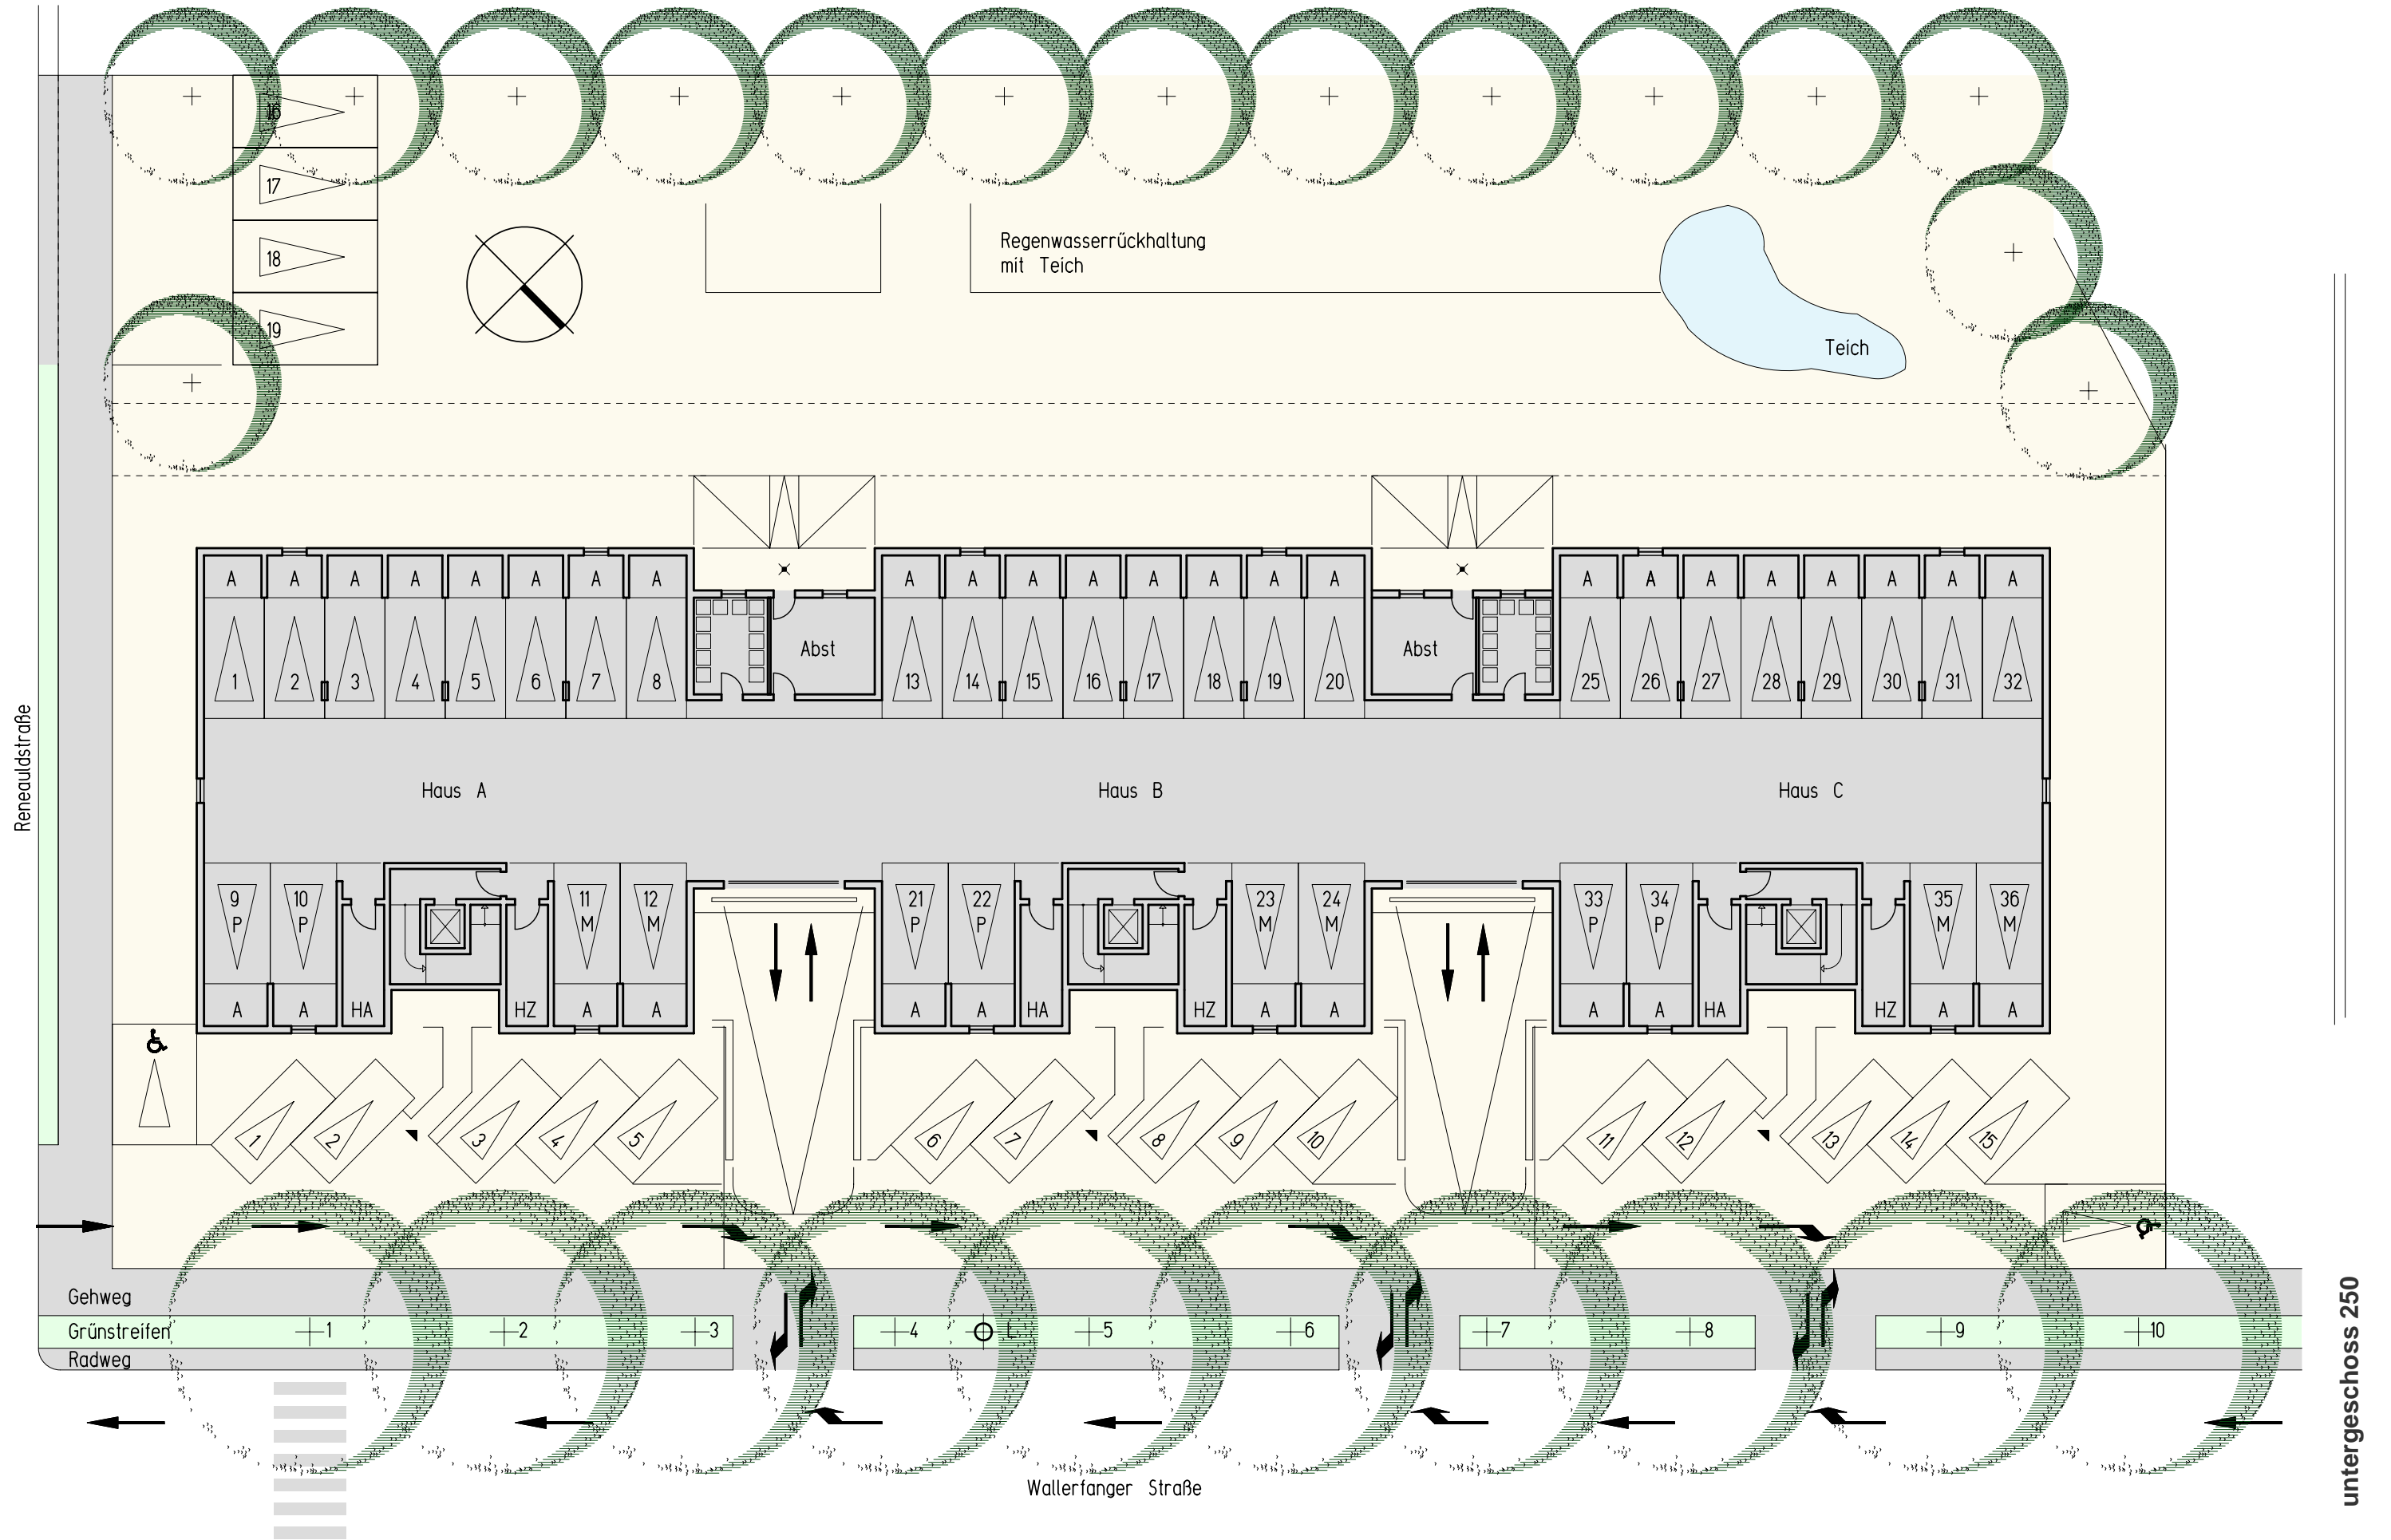 16
17
18
19
Regenwasserrückhaltung
mit Teich
Teich
A A A A A A A A
A A A A A A A A
A A A A A A A A
Abst
Abst
1 2 3 4 5 6 7 8
13 14 15 16 17 18 19 20
25 26 27 28 29 30 31 32
Reneauldstraße
Haus A
Haus B
Haus C
9 10 11 12
P P M M
21 22 23 24
P P M M
33 34 35 36
P P M M
A A HA HZ A A
A A HA HZ A A
A A HA HZ A A
1 2 3 4 5
6 7 8 9 10
11 12 13 14 15
Gehweg
Grünstreifen 1 2 3 4 L 5 6 7 8 9 10
Radweg
Wallerfanger Straße
untergeschoss 250